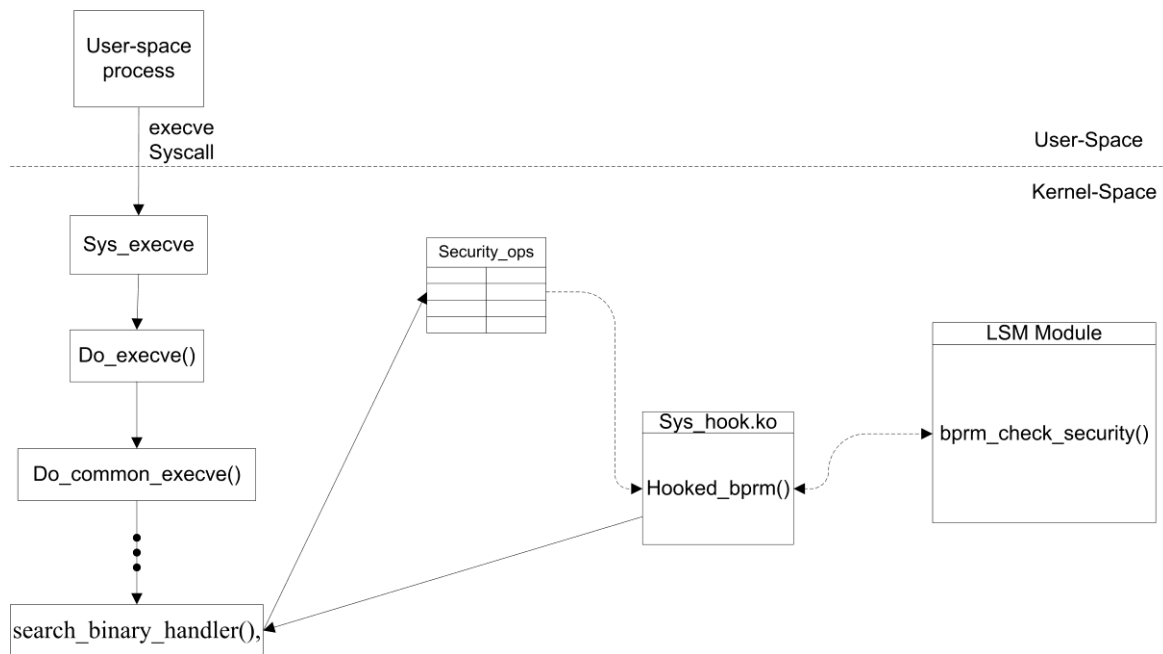 User-space
process
execve
Syscall
User-Space
Kernel-Space
Sys_execve
Security_ops
Do_execve()
LSM Module
Sys_hook.ko
bprm_check_security()
Do_common_execve()
Hooked_bprm()
search_binary_handler(),